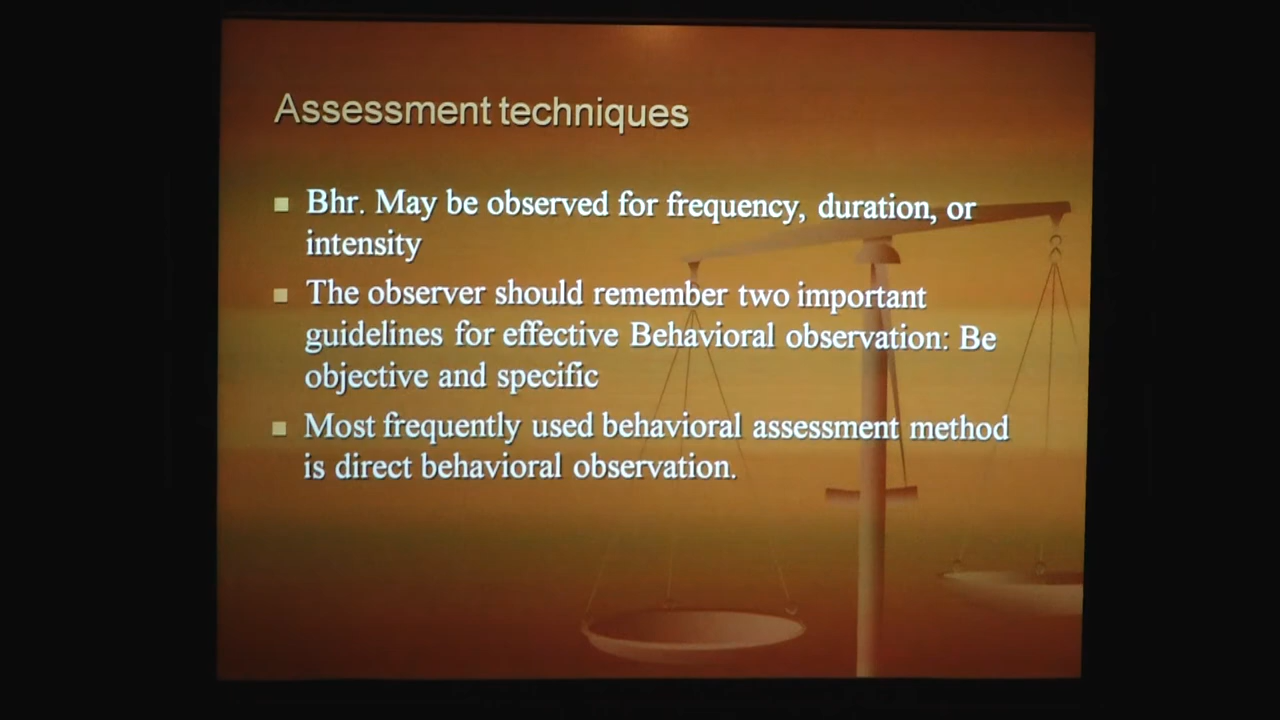 Assessment techniques
Bhr. May be observed for frequency, duration, or
intensity
The observer should remember two important
guidelines for effective Behavioral observation: Be
objective and specific
Most frequently used behavioral assessment method
is direct behavioral observation.